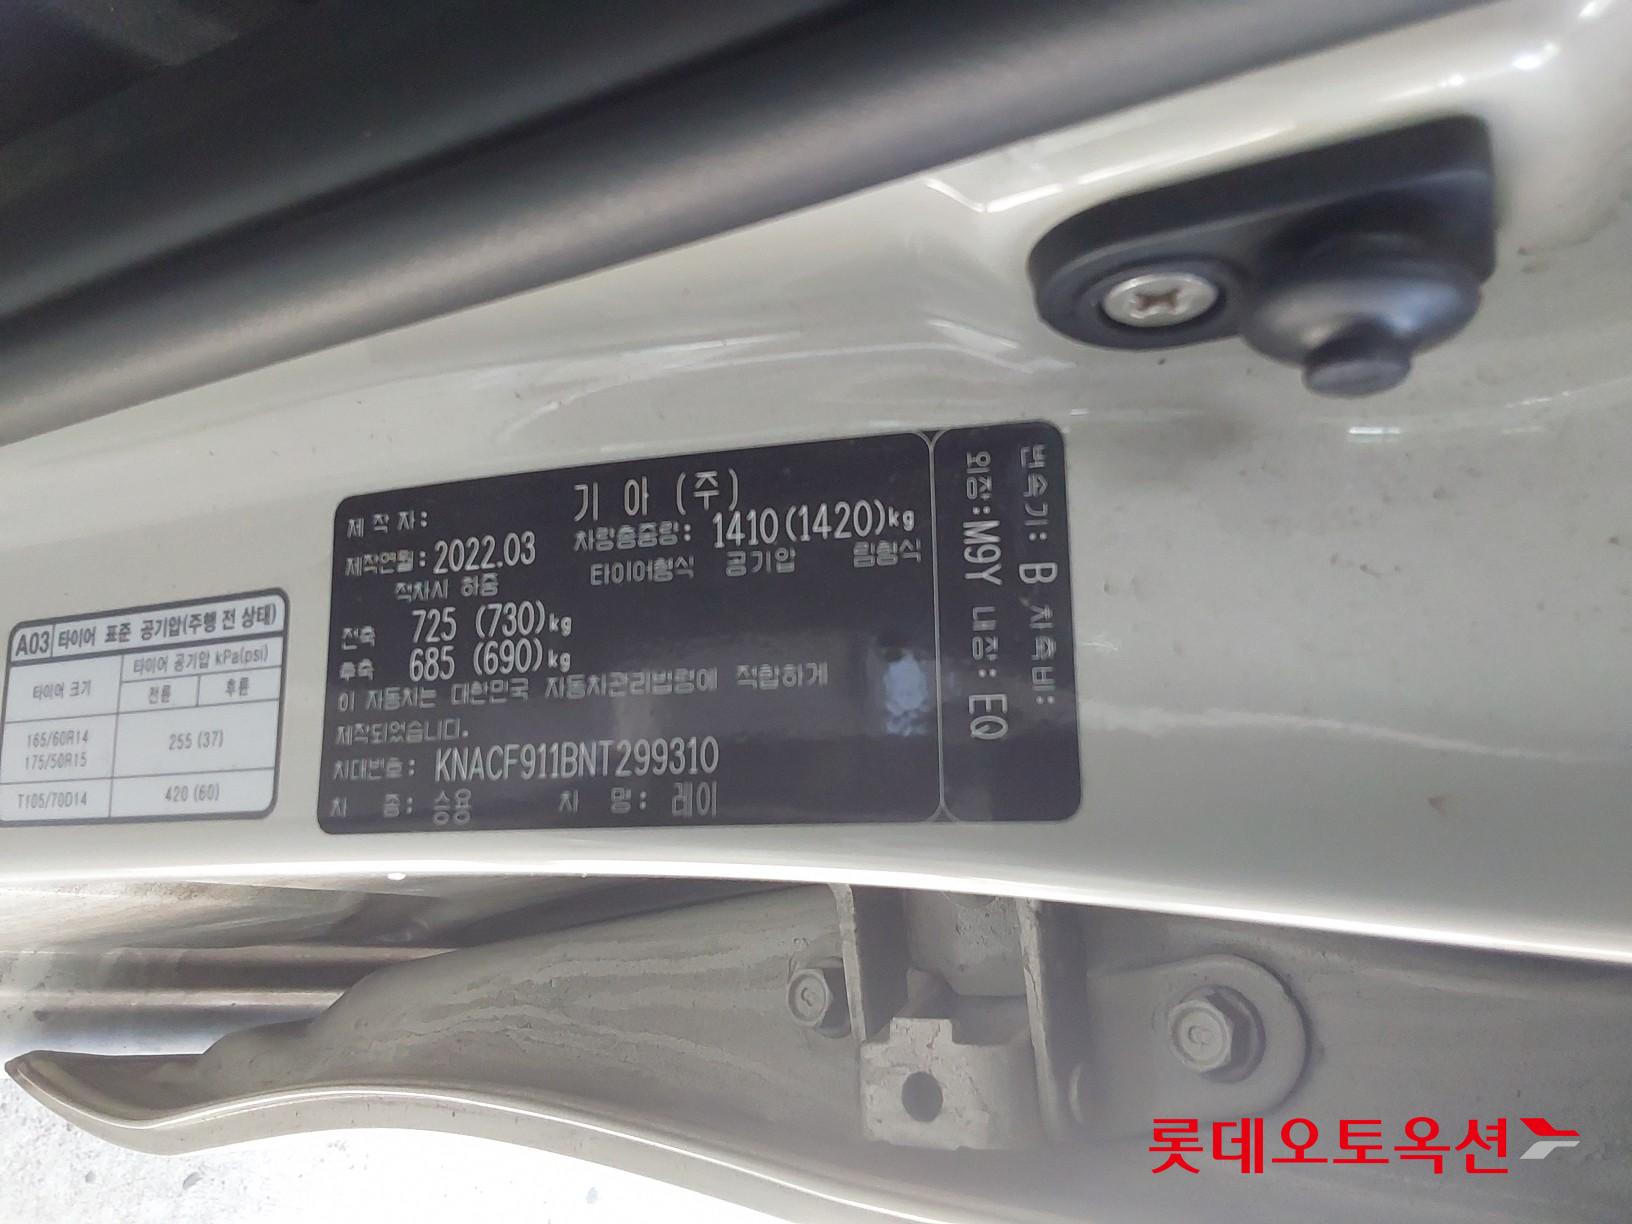 제 작 자: 기 아 (주)
제작연월: 2022.03 차량총중량: 1410(1420)kg
적차시 하중 타이어형식 공기압 림형식
전축 725 (730)kg
후축 685 (690)kg
이 자동차는 대한민국 자동차관리법령에 적합하게
제작되었습니다.
차대번호: KNACF911BNT299310
차 종: 승용 차 명: 레이
변속기: B 차축비:
외장: M9Y 내장: EQ
A03 타이어 표준 공기압(주행 전 상태)
타이어 크기 타이어 공기압 kPa(psi)
전륜 후륜
165/60R14
175/50R15 255 (37)
T105/70D14 420 (60)
롯데오토옥션